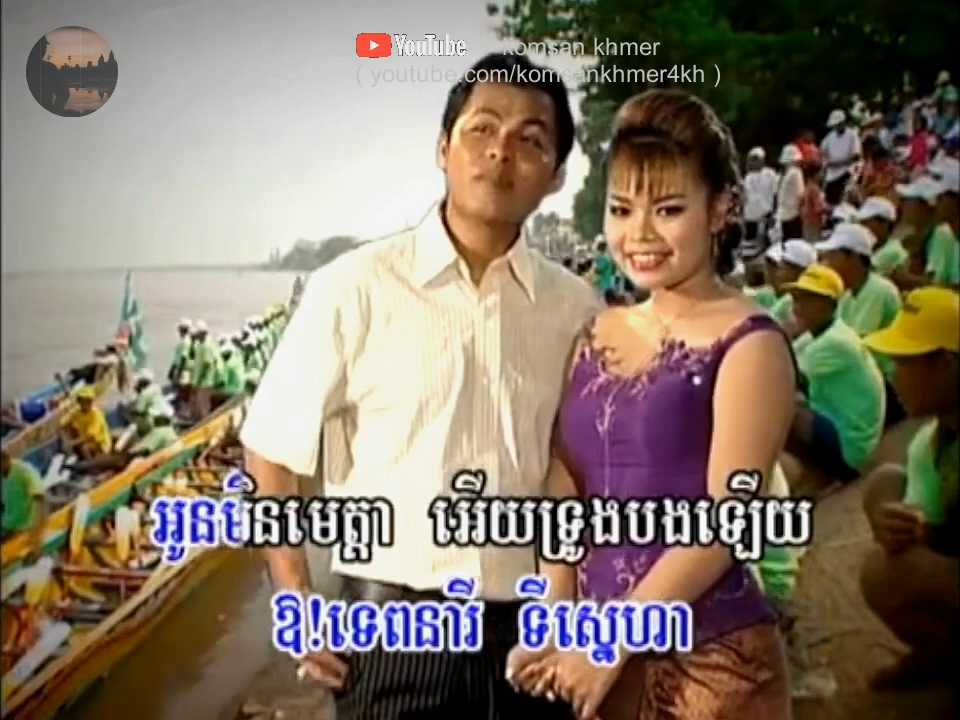 YouTube komsan khmer
( youtube.com/komsankhmer4kh )
អូនមិនមេត្តា អើយទ្រូងបងឡើយ
ឱ!ទេពនារី ទីស្នេហា